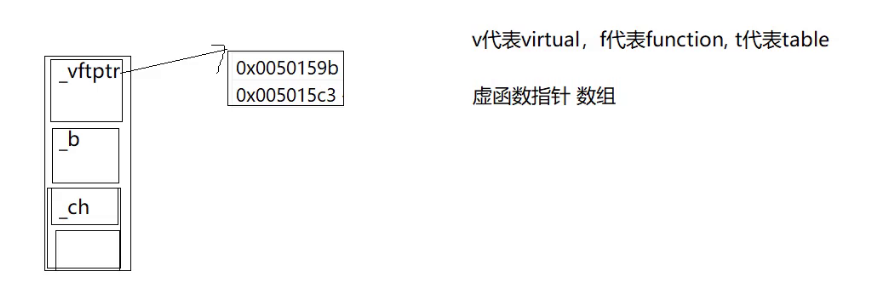 v代表virtual，f代表function, t代表table
_vftptr
0x0050159b
0x005015c3
虚函数指针 数组
_b
_ch